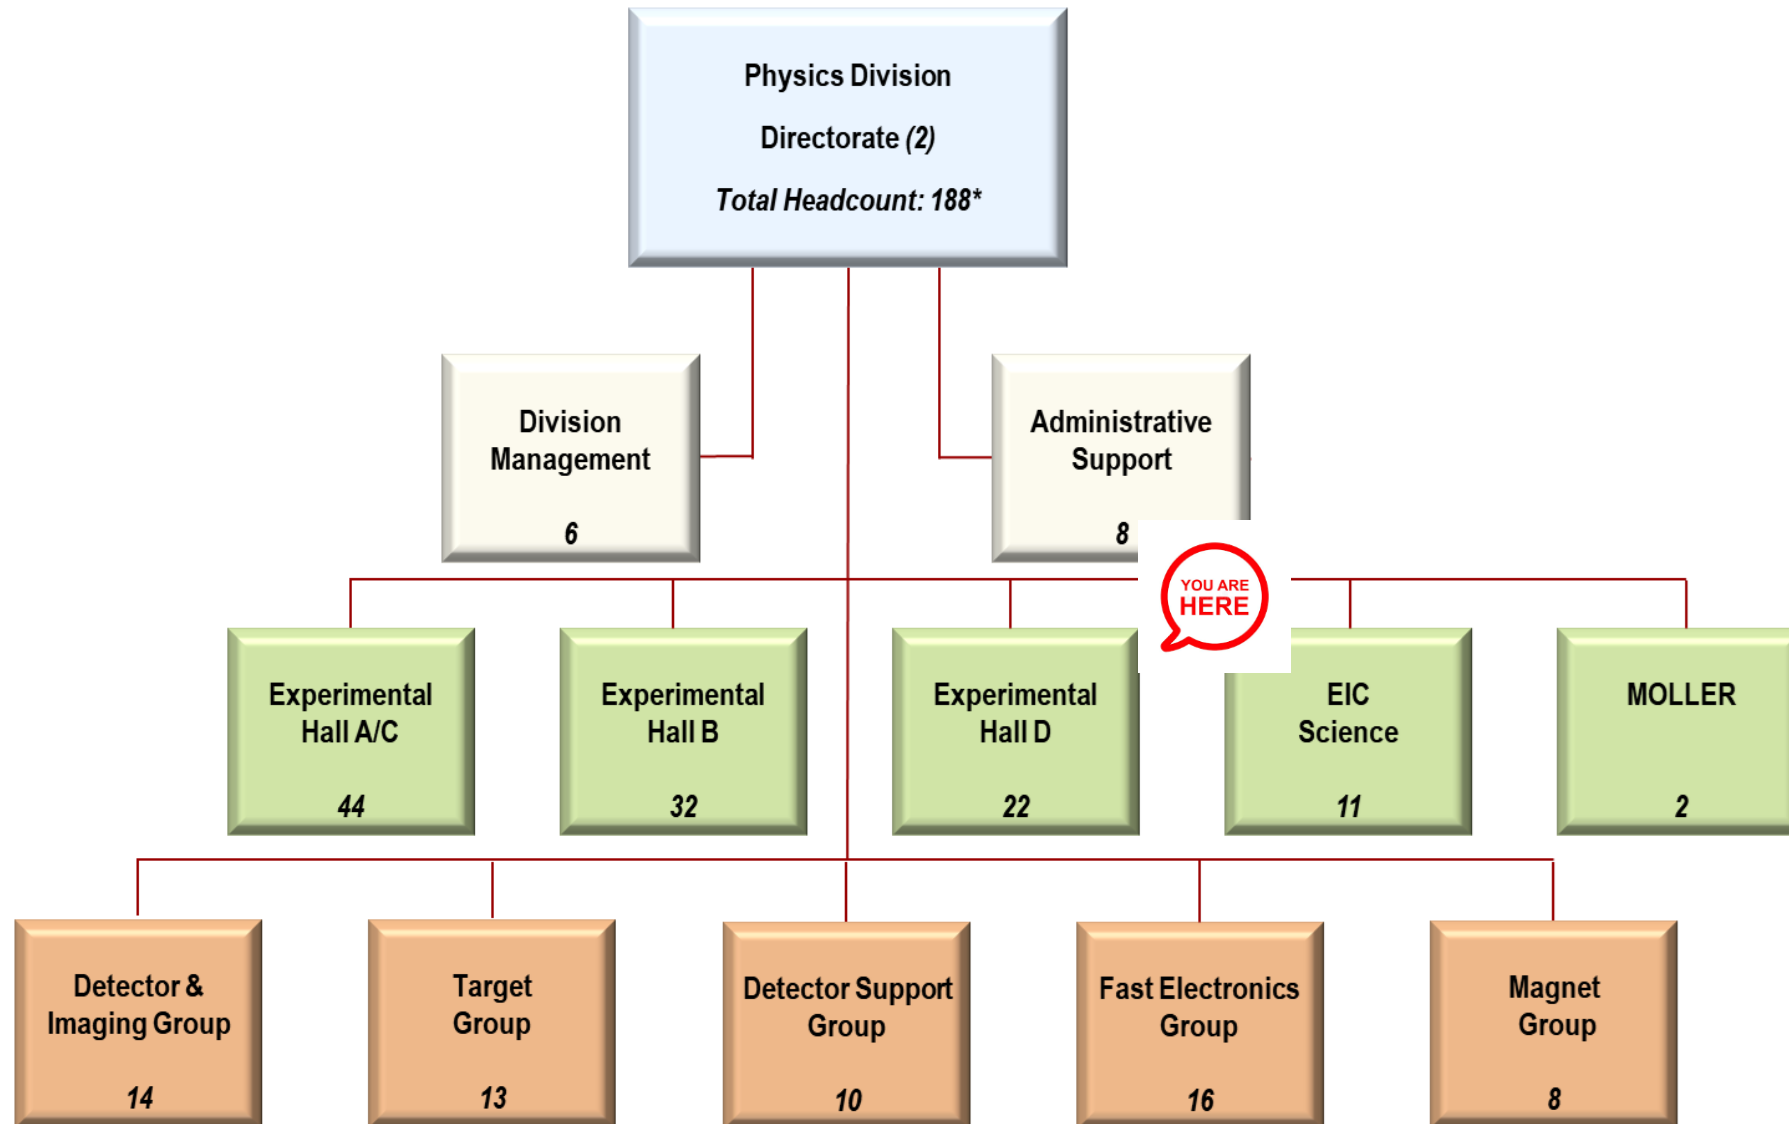 Physics Division
Directorate (2)
Total Headcount: 188*
Division
Management
6
Administrative
Support
8
YOU ARE
HERE
Experimental
Hall A/C
44
Experimental
Hall B
32
Experimental
Hall D
22
EIC
Science
11
MOLLER
2
Detector &
Imaging Group
14
Target
Group
13
Detector Support
Group
10
Fast Electronics
Group
16
Magnet
Group
8